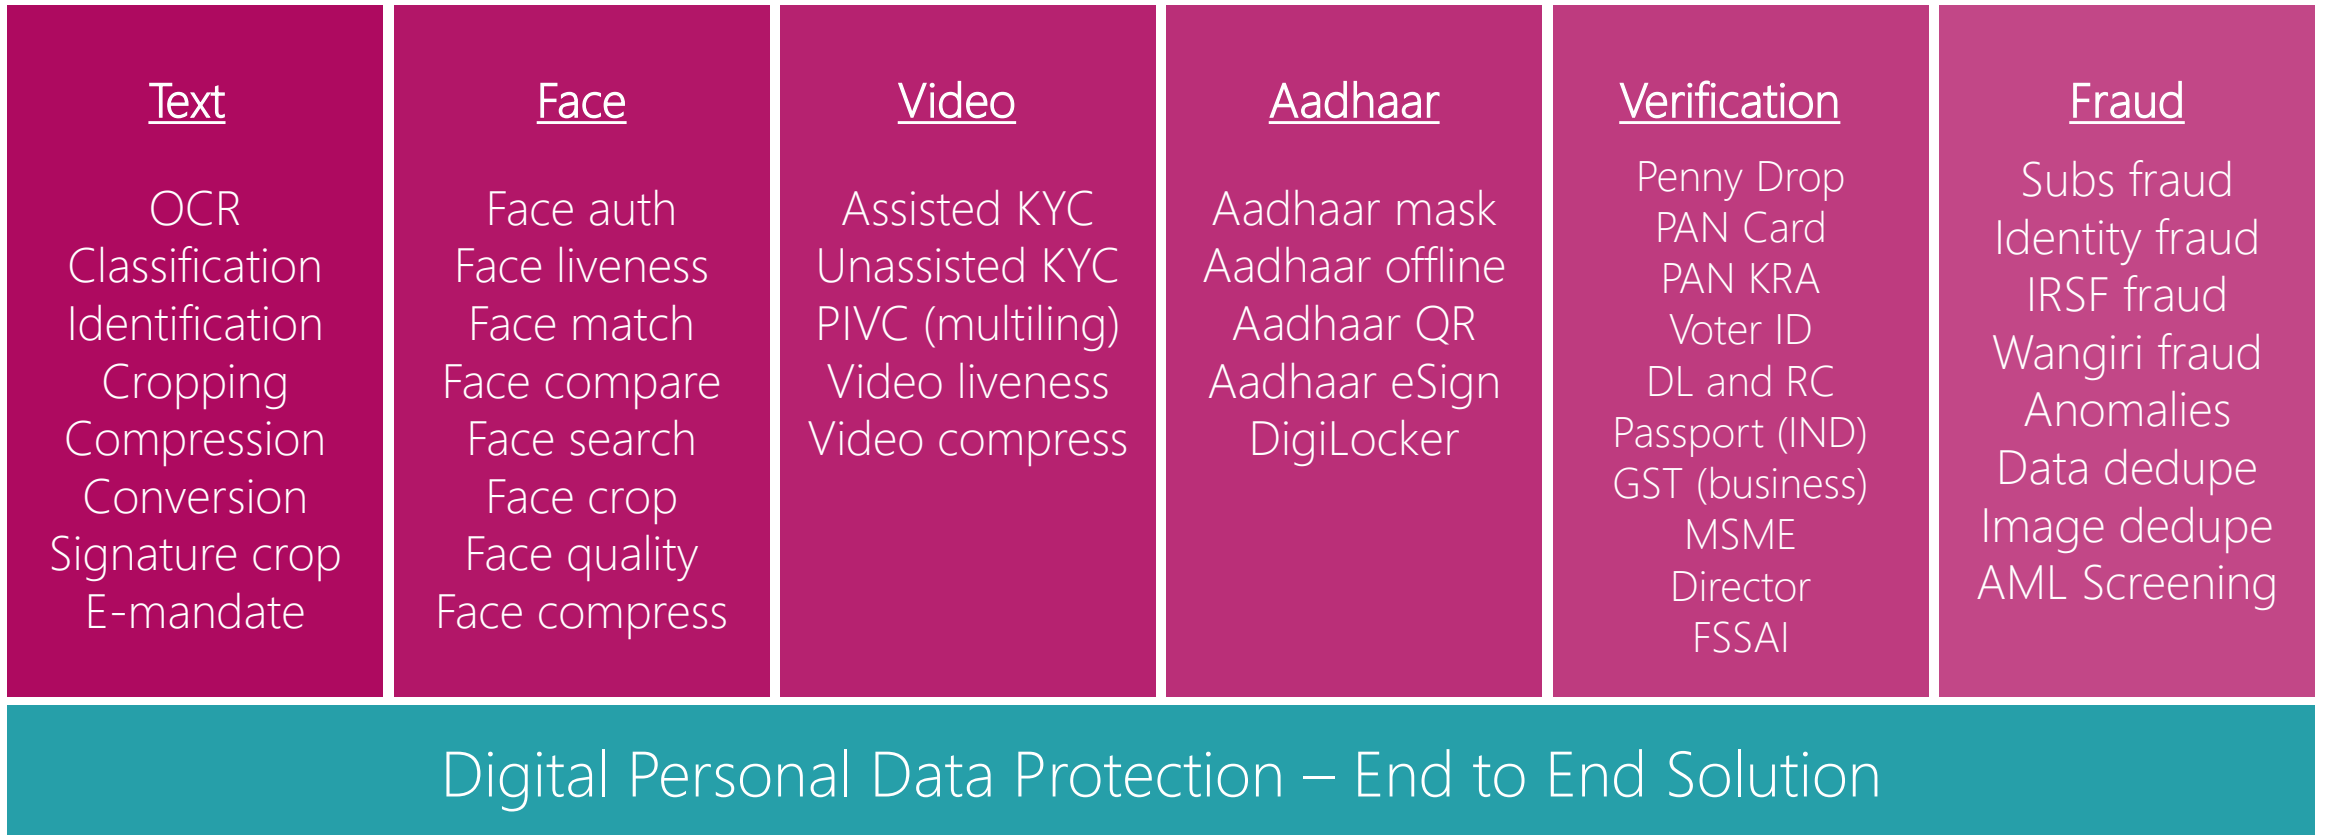 Text
OCR
Classification
Identification
Cropping
Compression
Conversion
Signature crop
E-mandate
Face
Face auth
Face liveness
Face match
Face compare
Face search
Face crop
Face quality
Face compress
Video
Assisted KYC
Unassisted KYC
PIVC (multiling)
Video liveness
Video compress
Aadhaar
Aadhaar mask
Aadhaar offline
Aadhaar QR
Aadhaar eSign
DigiLocker
Verification
Penny Drop
PAN Card
PAN KRA
Voter ID
DL and RC
Passport (IND)
GST (business)
MSME
Director
FSSAI
Fraud
Subs fraud
Identity fraud
IRSF fraud
Wangiri fraud
Anomalies
Data dedupe
Image dedupe
AML Screening
Digital Personal Data Protection – End to End Solution